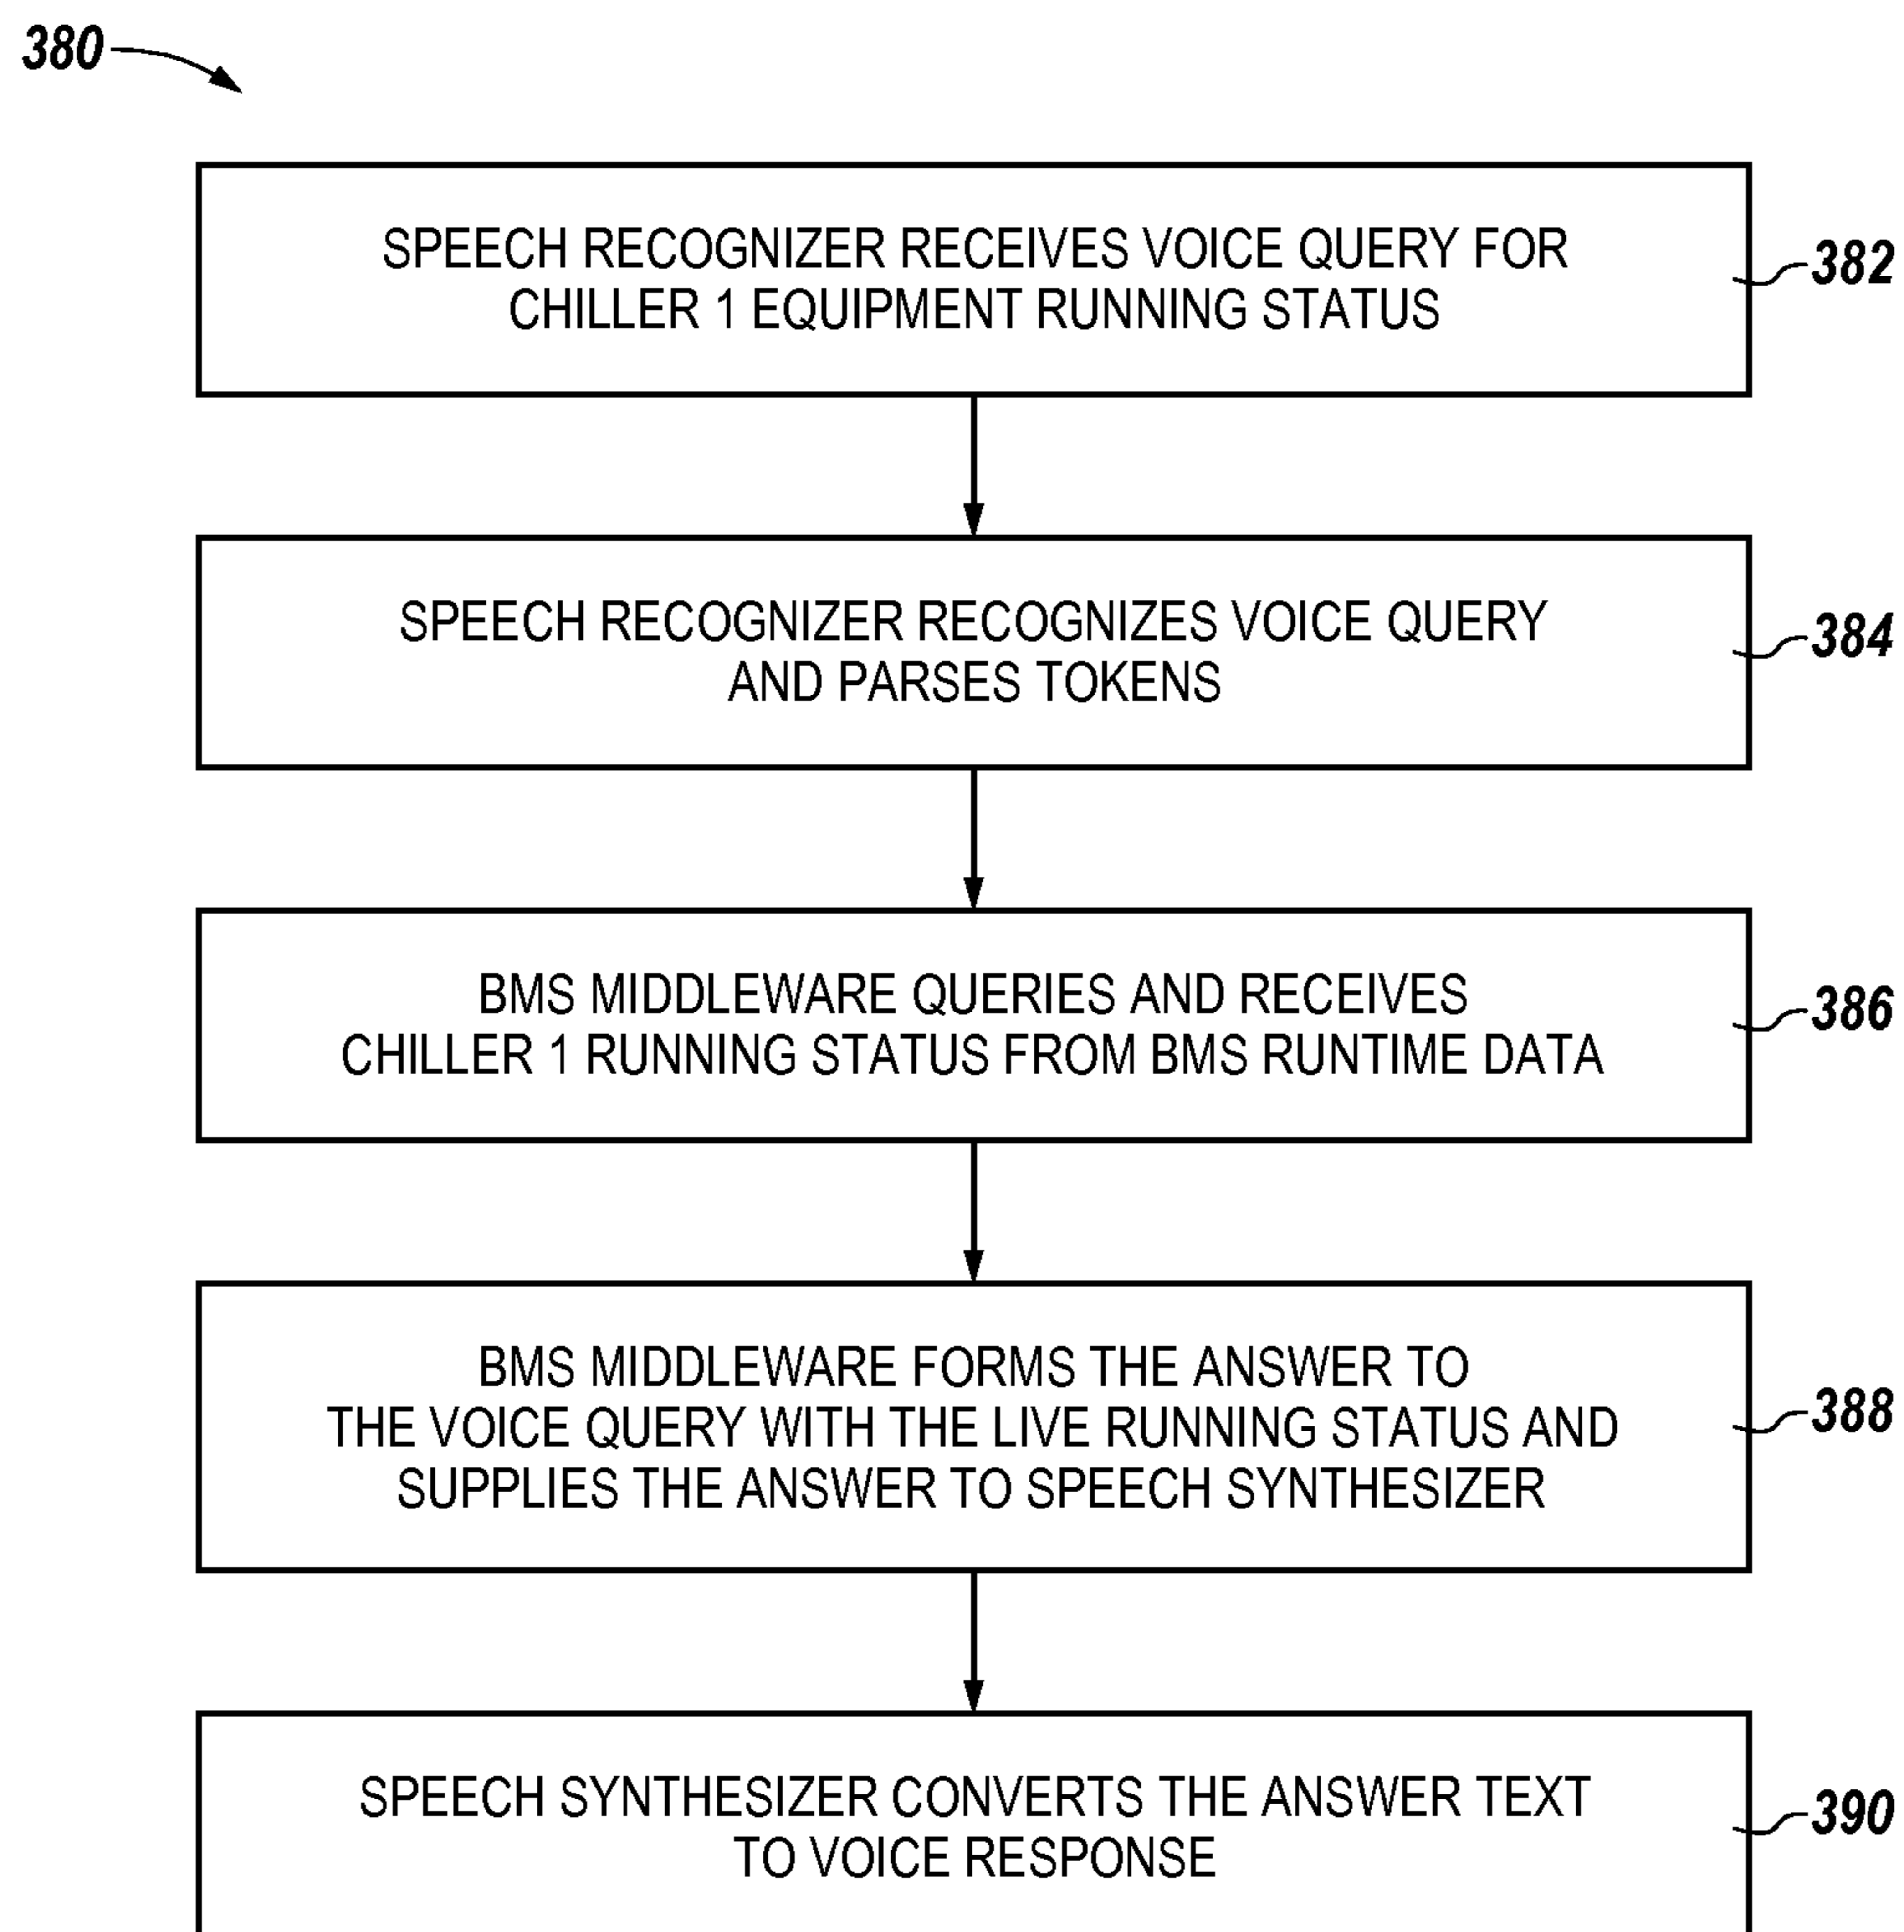 380
SPEECH RECOGNIZER RECEIVES VOICE QUERY FOR
CHILLER 1 EQUIPMENT RUNNING STATUS
382
SPEECH RECOGNIZER RECOGNIZES VOICE QUERY
AND PARSES TOKENS
384
BMS MIDDLEWARE QUERIES AND RECEIVES
CHILLER 1 RUNNING STATUS FROM BMS RUNTIME DATA
386
BMS MIDDLEWARE FORMS THE ANSWER TO
THE VOICE QUERY WITH THE LIVE RUNNING STATUS AND
SUPPLIES THE ANSWER TO SPEECH SYNTHESIZER
388
SPEECH SYNTHESIZER CONVERTS THE ANSWER TEXT
TO VOICE RESPONSE
390